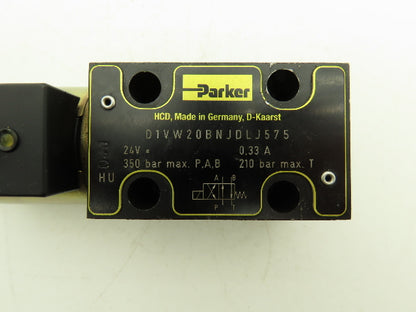 Parker
HCD, Made in Germany, D-Kaarst
D1VW20BNJDLJ575
24V = 0.33 A
350 bar max. P,A,B 210 bar max. T
HU
A B
P T